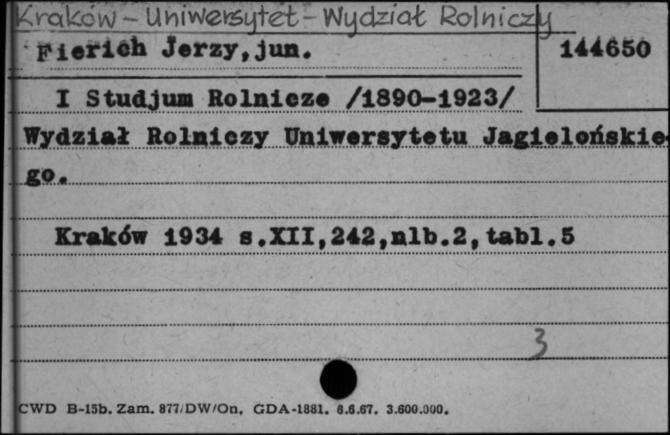 Kraków - Uniwersytet - Wydział Rolniczy
Fierich Jerzy, jun.
144650
I Studjum Rolnicze /1890-1923/
Wydział Rolniczy Uniwersytetu Jagielońskie
go.
Kraków 1934 s.XII,242,nlb.2,tabl.5
3
CWD B-15b. Zam. 877/DW/On. GDA-1881. 6.6.67. 3.600.000.